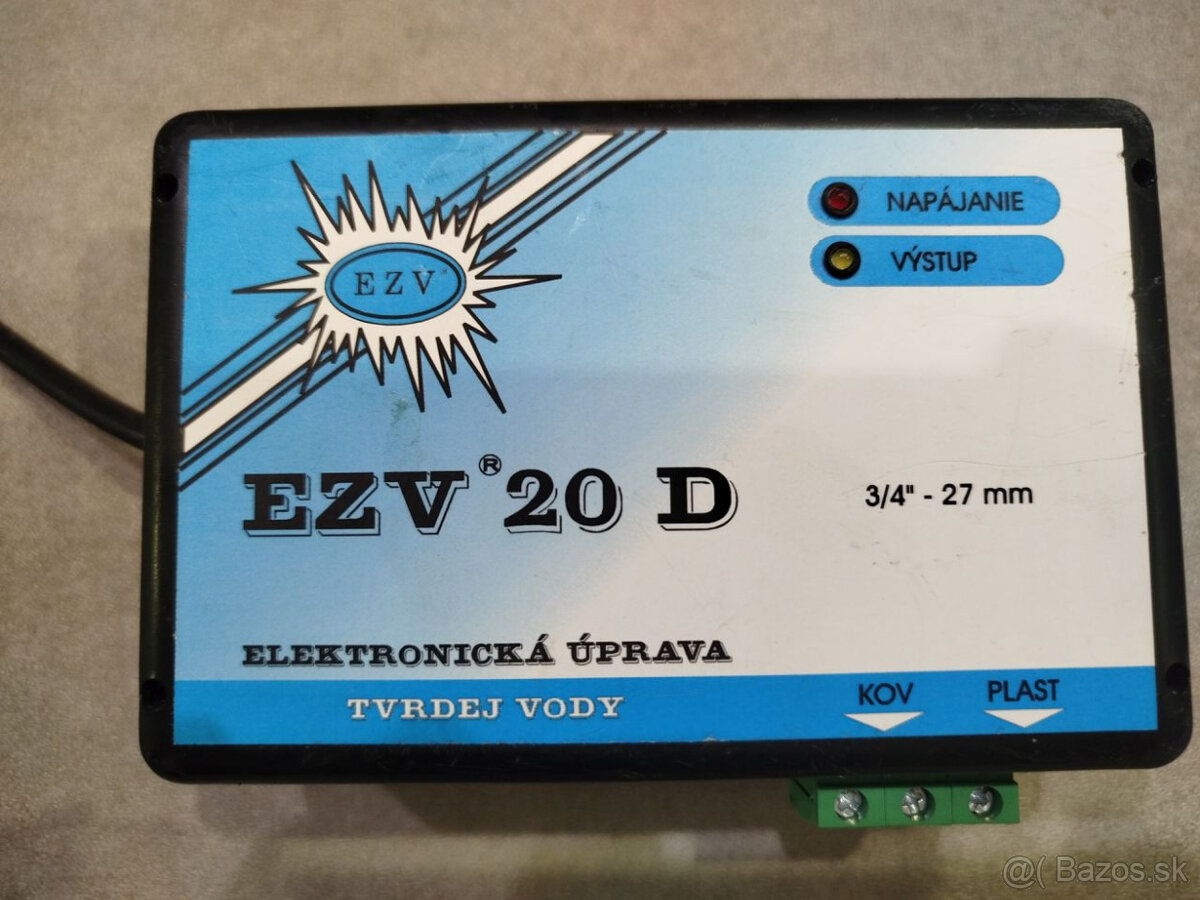 EZV
NAPÁJANIE
VÝSTUP
EZV® 20 D
3/4" - 27 mm
ELEKTRONICKÁ ÚPRAVA
TVRDEJ VODY
KOV
PLAST
@( Bazos.sk